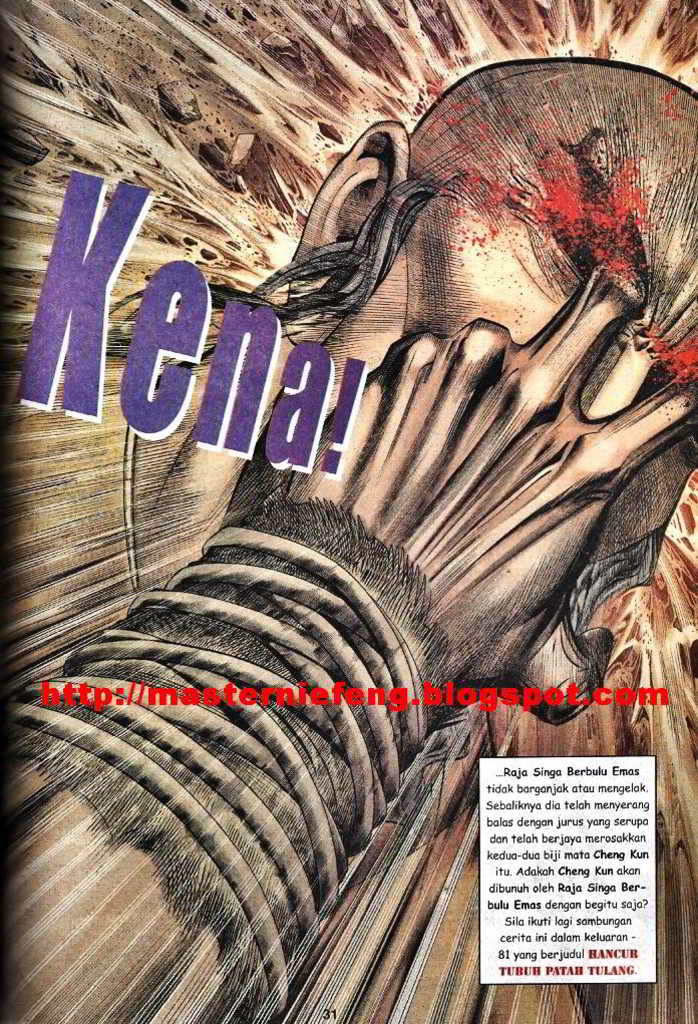 Kena!
http://masterniefeng.blogspot.com
...Raja Singa Berbulu Emas
tidak barganjak atau mengelak.
Sebaliknya dia telah menyerang
balas dengan jurus yang serupa
dan telah berjaya merosakkan
kedua-dua biji mata Cheng Kun
itu. Adakah Cheng Kun akan
dibunuh oleh Raja Singa Ber-
bulu Emas dengan begitu saja?
Sila ikuti lagi sambungan
cerita ini dalam keluaran -
81 yang berjudul HANCUR
TUBUH PATAH TULANG.
31